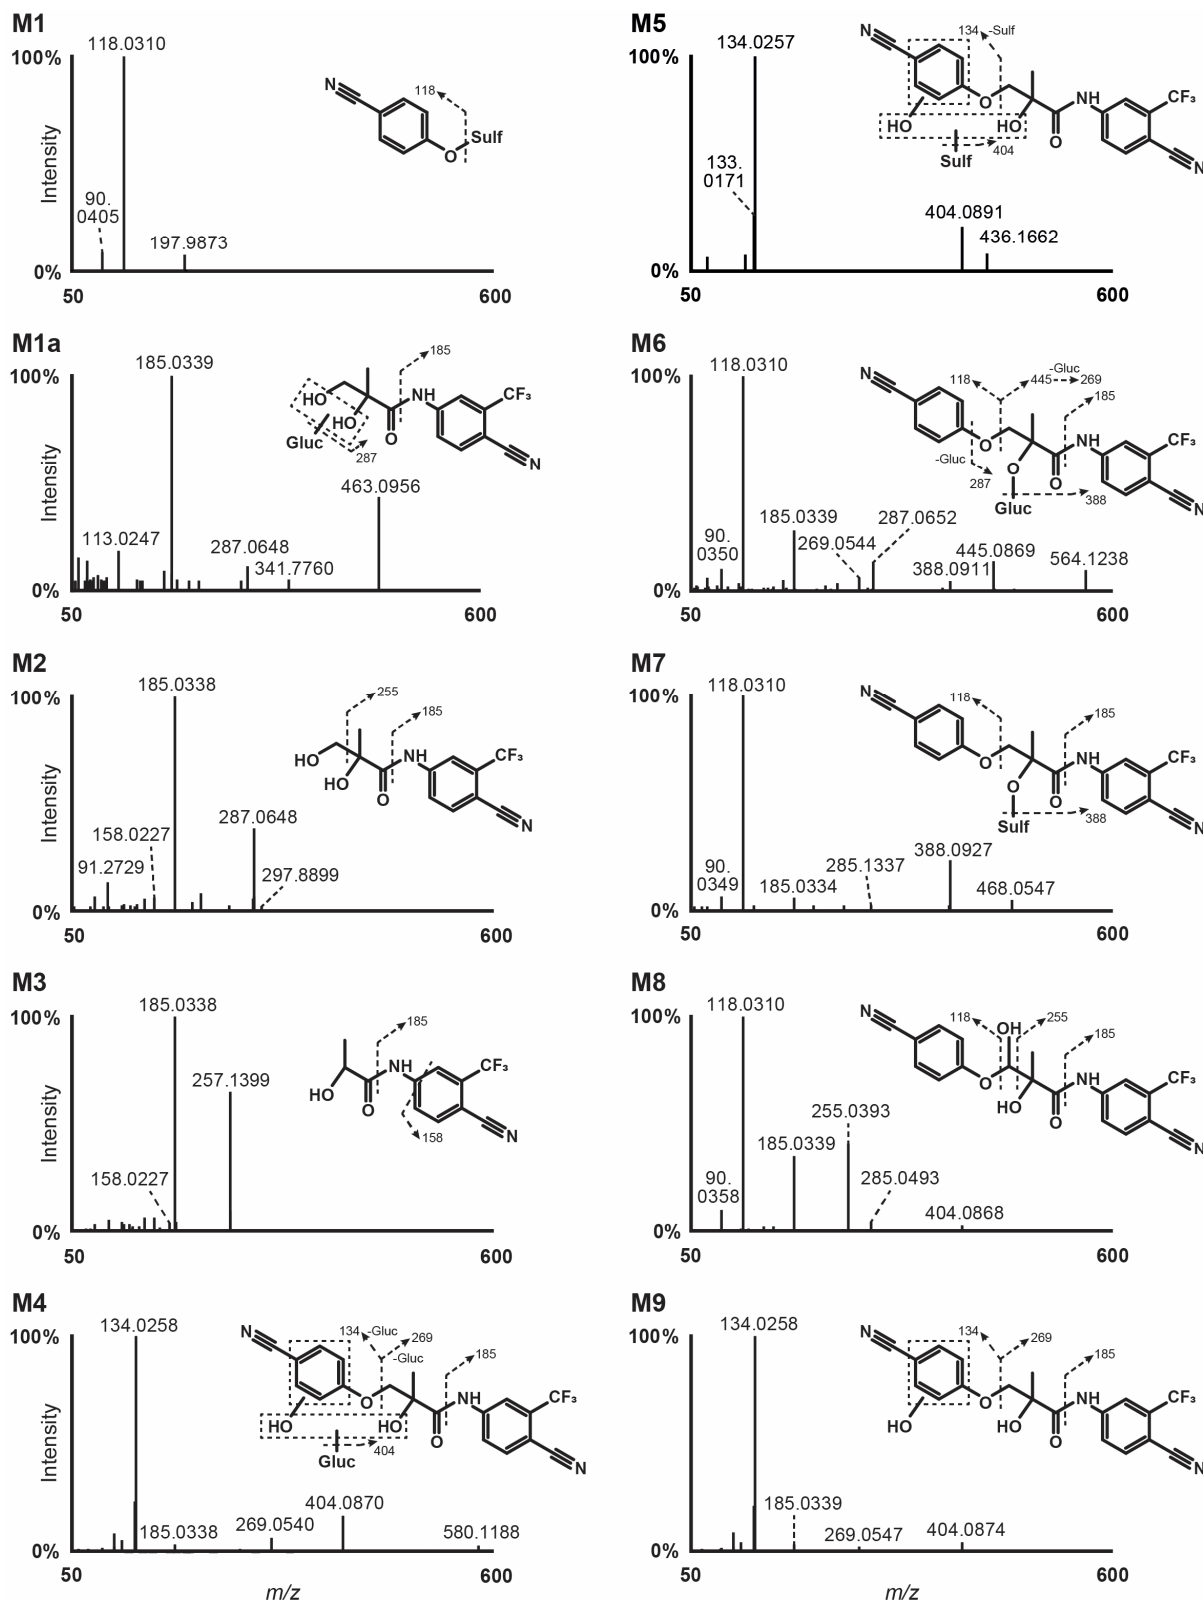 M1
100%
118.0310
Intensity
90.
0405
197.9873
0%
50
600
N
118
O
Sulf
M5
100%
134.0257
133.
0171
404.0891
436.1662
0%
50
600
N
134 -Sulf
HO
O
HO
Sulf
404
NH
O
CF₃
N
M1a
100%
185.0339
Intensity
113.0247
287.0648
341.7760
463.0956
0%
50
600
HO
HO
Gluc
287
185
NH
O
CF₃
N
M6
100%
118.0310
90.
0350
185.0339
269.0544
287.0652
388.0911
445.0869
564.1238
0%
50
600
N
118
-Gluc
445
269
185
O
-Gluc
287
O
Gluc
388
NH
O
CF₃
N
M2
100%
185.0338
Intensity
158.0227
91.2729
287.0648
297.8899
0%
50
600
255
185
HO
HO
NH
O
CF₃
N
M7
100%
118.0310
90.
0349
185.0334
285.1337
388.0927
468.0547
0%
50
600
N
118
185
O
O
Sulf
388
NH
O
CF₃
N
M3
100%
185.0338
Intensity
257.1399
158.0227
0%
50
600
185
HO
NH
O
158
CF₃
N
M8
100%
118.0310
90.
0358
185.0339
255.0393
285.0493
404.0868
0%
50
600
N
118
OH
255
185
O
HO
NH
O
CF₃
N
M4
100%
134.0258
Intensity
185.0338
269.0540
404.0870
580.1188
0%
50
600
m/z
N
134 -Gluc
269
-Gluc
185
HO
O
HO
Gluc
404
NH
O
CF₃
N
M9
100%
134.0258
185.0339
269.0547
404.0874
0%
50
600
m/z
N
134
269
185
HO
O
HO
NH
O
CF₃
N